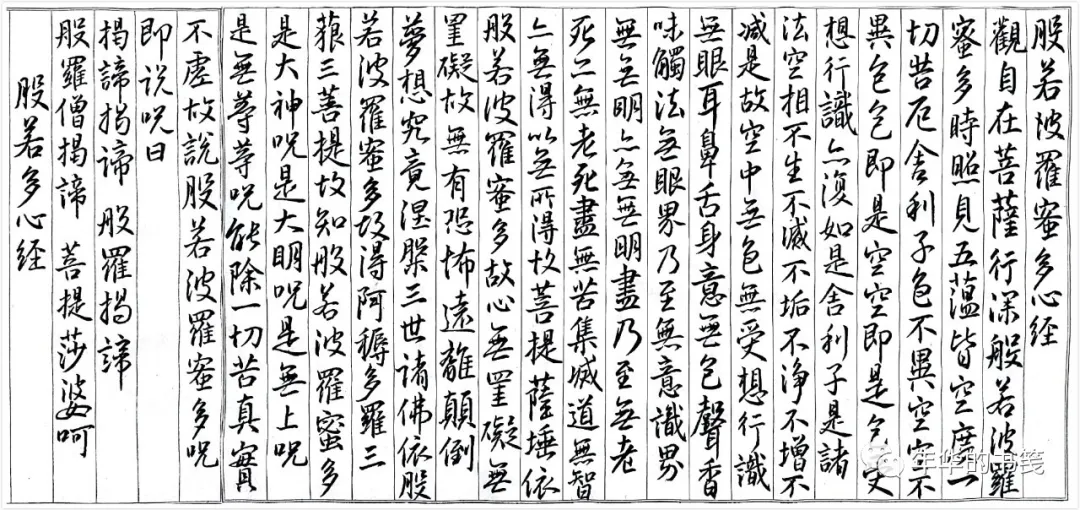 般若波羅蜜多心经
觀自在菩薩行深般若波羅
蜜多時照見五蕴皆空度一
切苦厄舍利子色不異空空不
異色色即是空空即是色受
想行識亦復如是舍利子是諸
法空相不生不滅不垢不浄不增不
减是故空中無色無受想行識
無眼耳鼻舌身意無色聲香
味觸法无眼界乃至無意識界
無无明亦无無明盡乃至无老
死亦無老死盡無苦集滅道無智
亦無得以无所得故菩提薩埵依
般若波羅蜜多故心无罣礙無
罣礙故無有恐怖遠離顛倒
夢想究竟涅槃三世諸佛依般
若波羅蜜多故得阿耨多羅三
藐三菩提故知般若波羅蜜多
是大神呪是大明呪是無上呪
是無等等呪能除一切苦真實
不虚故說般若波羅蜜多呪
即说呪曰
揭諦揭諦 般羅揭諦
般羅僧揭諦 菩提莎婆呵
般若多心经
年华的书笺